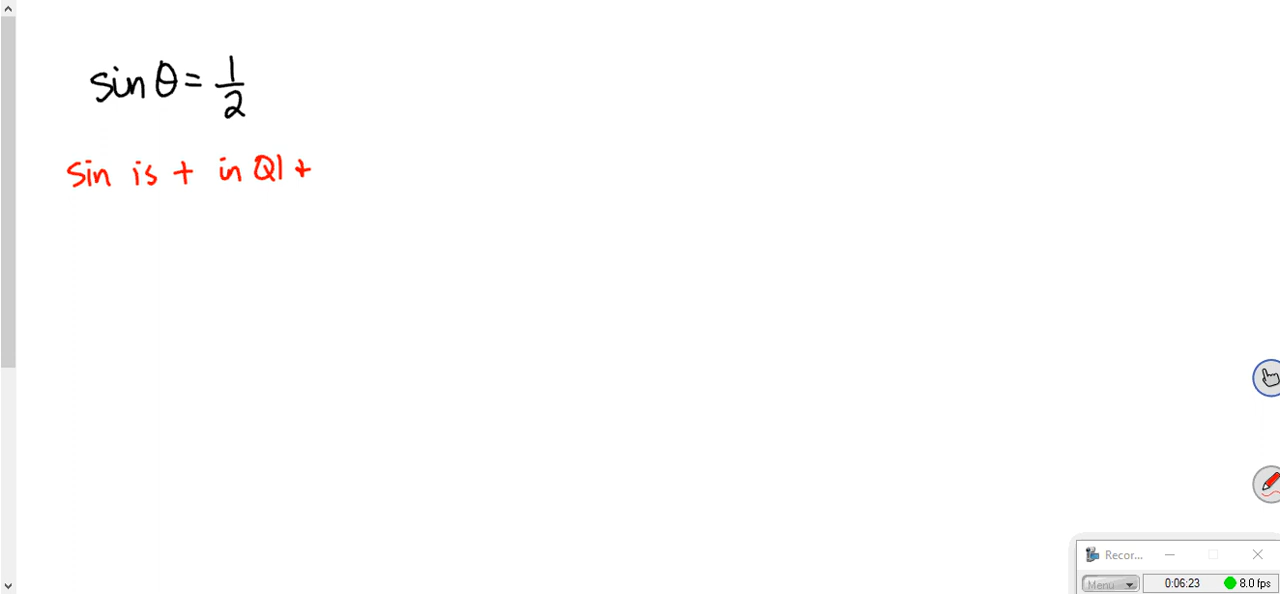 sin θ = 1/2
sin is + in Q1 +
Recor...
Menu
0:06:23
8.0 fps